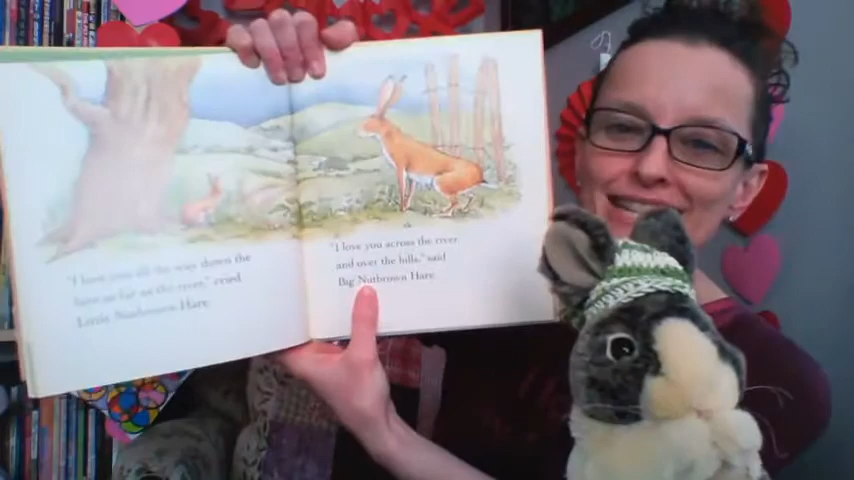 "I love you all the way down the
lane as far as the river," cried
Little Nutbrown Hare.
"I love you across the river
and over the hills," said
Big Nutbrown Hare.